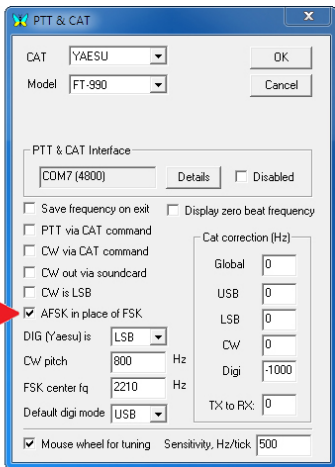 PTT & CAT
CAT YAESU OK
Model FT-990 Cancel
PTT & CAT Interface
COM7 (4800) Details Disabled
Save frequency on exit Display zero beat frequency
PTT via CAT command
CW via CAT command
CW out via soundcard
CW is LSB
AFSK in place of FSK
DIG (Yaesu) is LSB
CW pitch 800 Hz
FSK center fq 2210 Hz
Default digi mode USB
Cat correction (Hz)
Global 0
USB 0
LSB 0
CW 0
Digi -1000
TX to RX: 0
Mouse wheel for tuning Sensitivity, Hz/tick 500